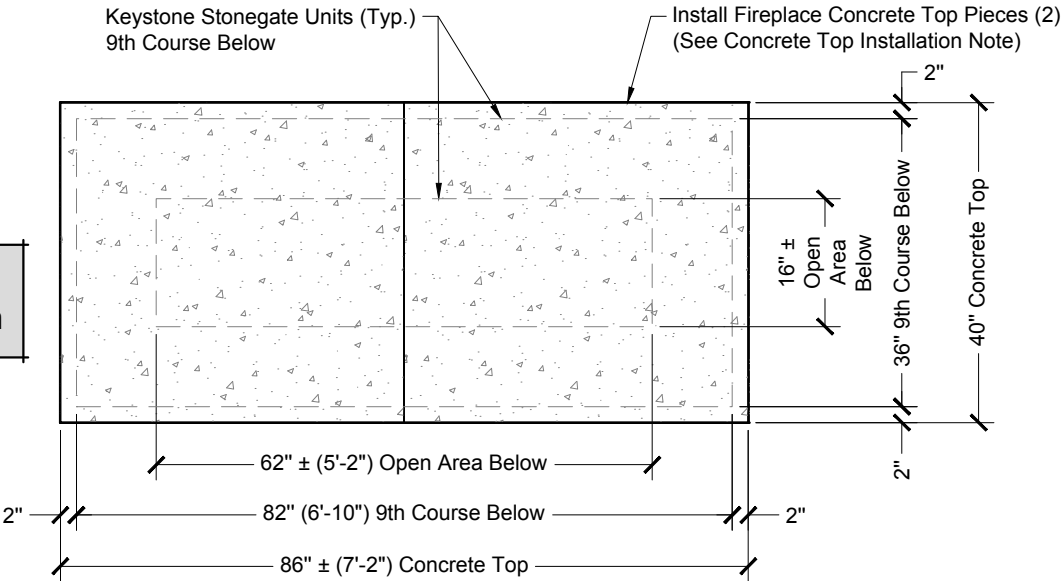 Keystone Stonegate Units (Typ.)
9th Course Below
Install Fireplace Concrete Top Pieces (2)
(See Concrete Top Installation Note)
2"
16" ±
Open
Area
Below
36" 9th Course Below
40" Concrete Top
2"
62" ± (5'-2") Open Area Below
2"
82" (6'-10") 9th Course Below
2"
86" ± (7'-2") Concrete Top